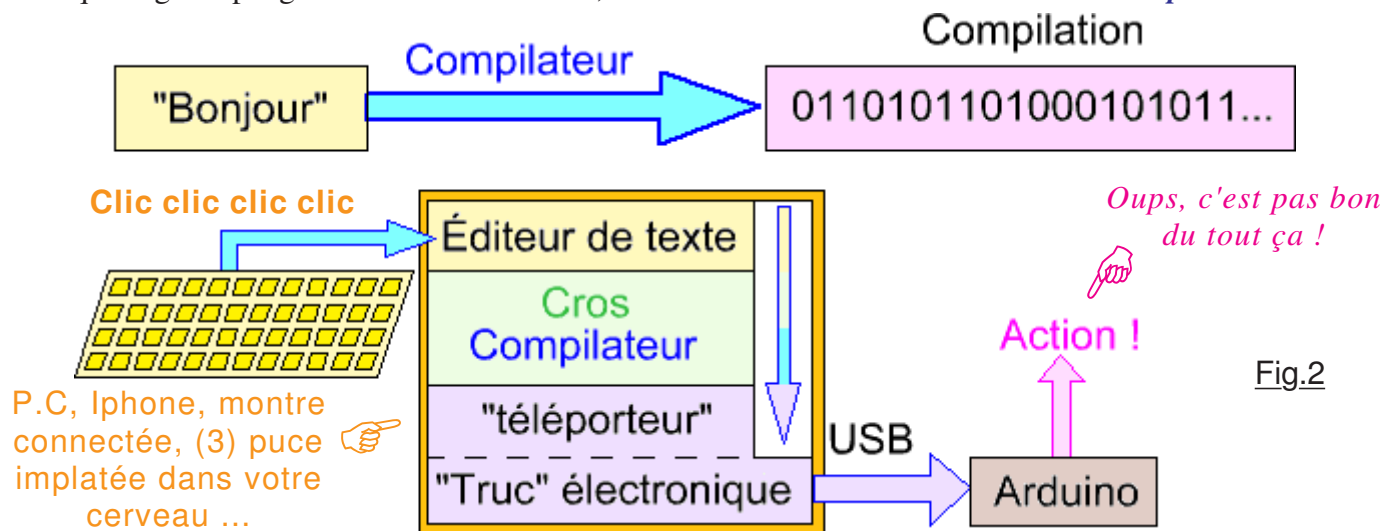 Compilation
Compilateur
"Bonjour"
0110101101000101011...
Clic clic clic clic
Éditeur de texte
Cros
Compilateur
"téléporteur"
"Truc" électronique
P.C, Iphone, montre
connectée, (3) puce
implatée dans votre
cerveau ...
USB
Arduino
Action !
Oups, c'est pas bon
du tout ça !
Fig.2